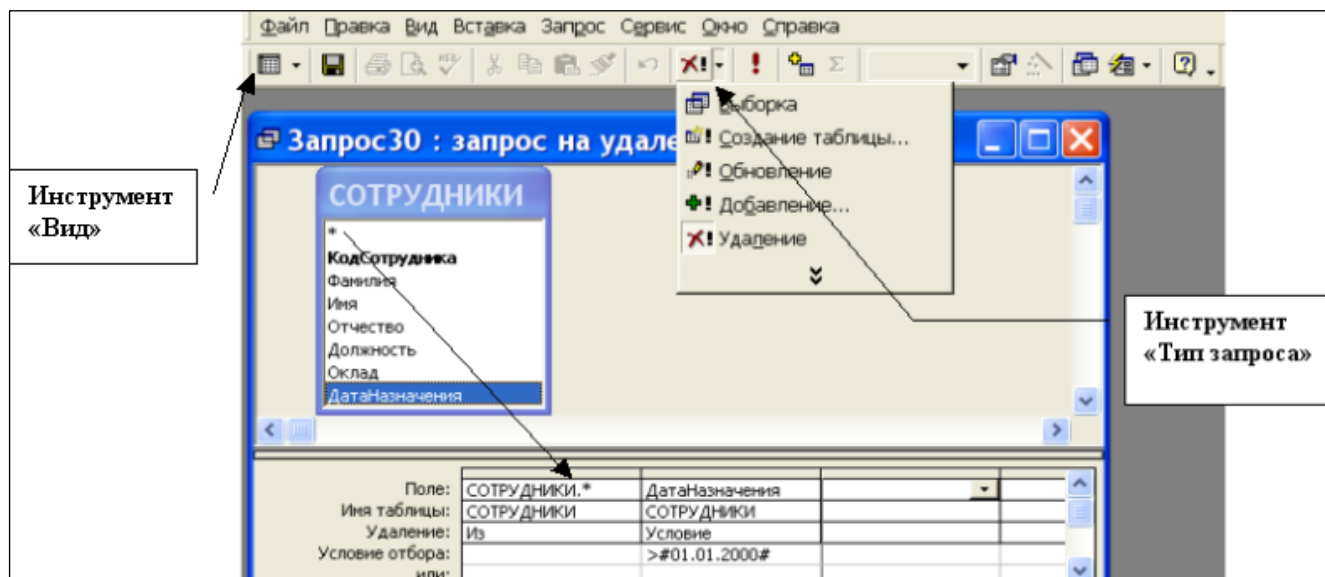 Файл Правка Вид Вставка Запрос Сервис Окно Справка
Выборка
Создание таблицы...
Обновление
Добавление...
Удаление
Запрос30 : запрос на удале
Инструмент
«Вид»
СОТРУДНИКИ
*
КодСотрудника
Фамилия
Имя
Отчество
Должность
Оклад
ДатаНазначения
Инструмент
«Тип запроса»
Поле: СОТРУДНИКИ.* ДатаНазначения
Имя таблицы: СОТРУДНИКИ СОТРУДНИКИ
Удаление: Из Условие
Условие отбора: >#01.01.2000#
или: